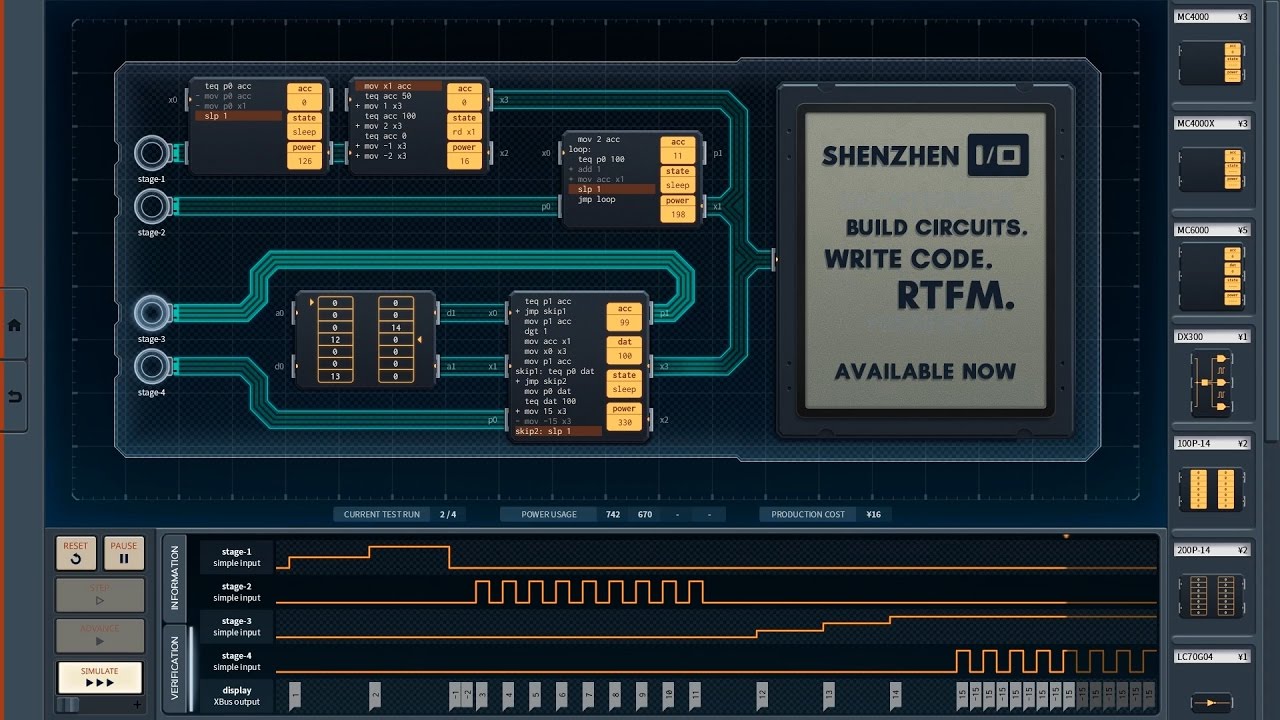 x0
teq p0 acc
- mov p0 x1
- mov p0 x1
slp 1
acc
0
state
sleep
power
126
mov x1 acc
teq acc 50
+ mov 1 x3
teq acc 100
+ mov 2 x3
teq acc 0
+ mov -1 x3
+ mov -2 x3
acc
0
state
rd x1
power
16
x3
x2
x0
p0
mov 2 acc
loop:
teq p0 100
+ add 1
+ mov acc x1
slp 1
jmp loop
acc
11
state
sleep
power
198
p1
x1
stage-1
stage-2
stage-3
stage-4
a0
d0
0 0
0 0
0 14
12 0
0 0
0 0
13 0
d1
a1
x0
x1
p0
teq p1 acc
+ jmp skip1
mov p1 acc
dgt 1
mov acc x1
mov x0 x3
mov p1 acc
skip1: teq p0 dat
+ jmp skip2
mov p0 dat
teq dat 100
+ mov 15 x3
- mov -15 x3
skip2: slp 1
acc
99
dat
100
state
sleep
power
330
p1
x3
x2
SHENZHEN I/O
BUILD CIRCUITS.
WRITE CODE.
RTFM.
AVAILABLE NOW
CURRENT TEST RUN 2 / 4 POWER USAGE 742 670 - - PRODUCTION COST ¥16
RESET
PAUSE
STEP
ADVANCE
SIMULATE
+
INFORMATION
VERIFICATION
stage-1
simple input
stage-2
simple input
stage-3
simple input
stage-4
simple input
display
XBus output
1 2 -1 -2 3 4 5 6 7 8 9 10 11 12 13 14 15 -15 15 -15 15 -15 15 -15 15 -15 15 -15 15 -15 15
MC4000 ¥3
MC4000X ¥3
MC6000 ¥5
DX300 ¥1
100P-14 ¥2
200P-14 ¥2
LC70G04 ¥1